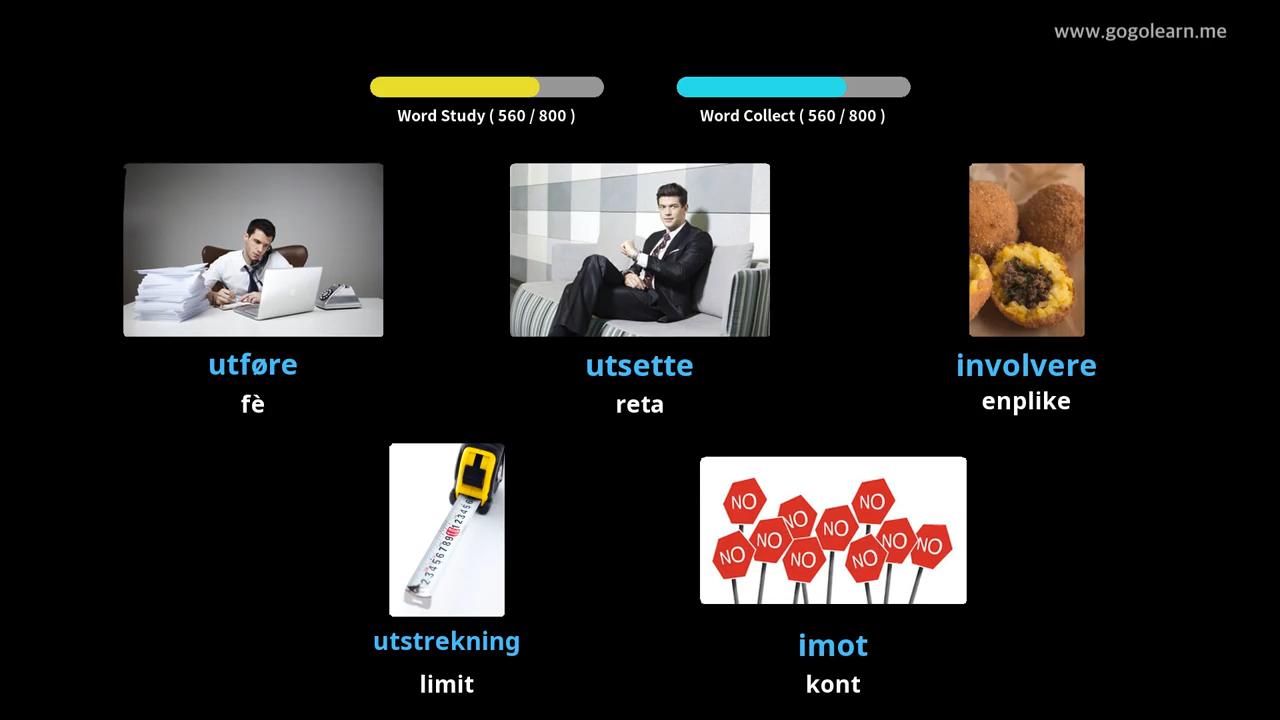 www.gogolearn.me
Word Study ( 560 / 800 )
Word Collect ( 560 / 800 )
utføre
utsette
involvere
fè
reta
enplike
NO
NO
NO
NO
NO
NO
NO
NO
NO
NO
utstrekning
imot
limit
kont